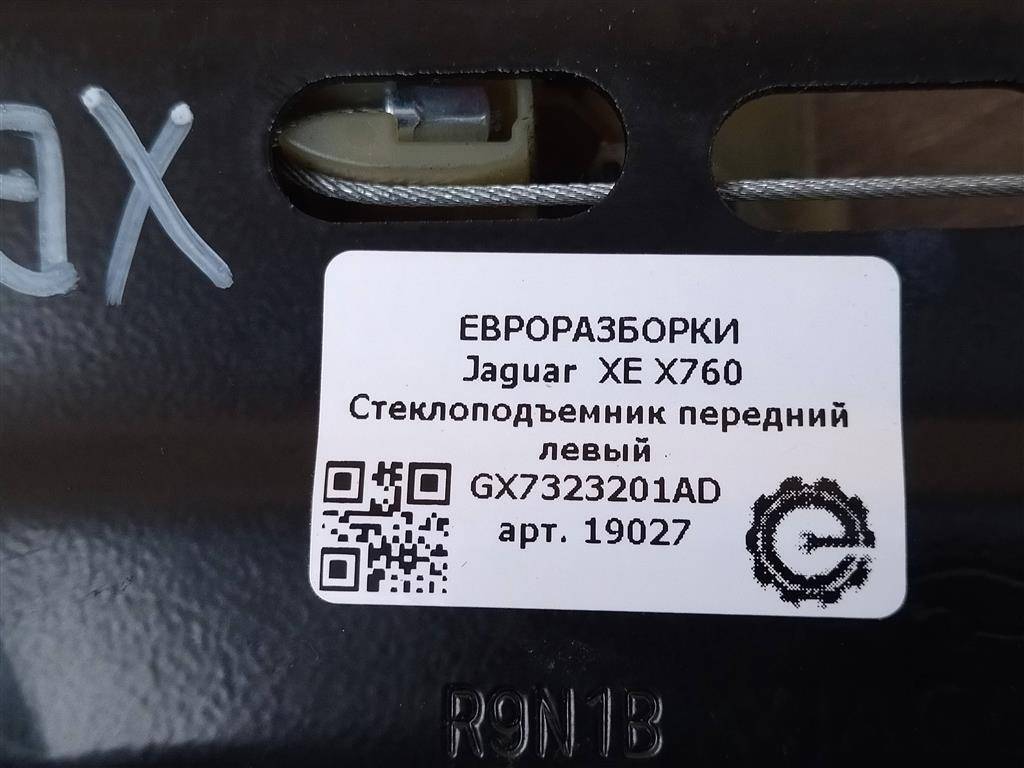 XE
ЕВРОРАЗБОРКИ
Jaguar XE X760
Стеклоподъемник передний
левый
GX7323201AD
арт. 19027
R9N1B